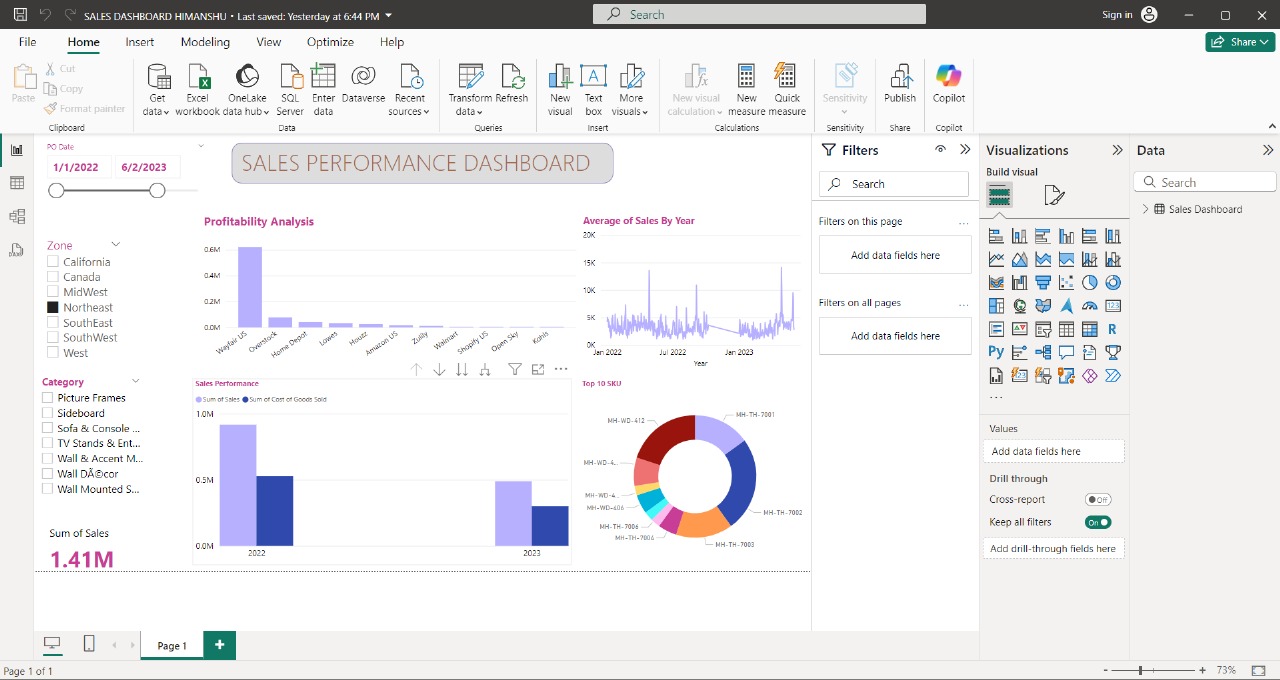 SALES DASHBOARD HIMANSHU • Last saved: Yesterday at 6:44 PM
Search
Sign in
File Home Insert Modeling View Optimize Help
Share
Paste
Cut
Copy
Format painter
Clipboard
Get data
Excel workbook
OneLake data hub
SQL Server
Enter data
Dataverse
Recent sources
Data
Transform data
Refresh
Queries
New visual
Text box
More visuals
Insert
New visual calculation
New measure
Quick measure
Calculations
Sensitivity
Sensitivity
Publish
Share
Copilot
Copilot
PO Date
1/1/2022 6/2/2023
SALES PERFORMANCE DASHBOARD
Zone
California
Canada
MidWest
Northeast
SouthEast
SouthWest
West
Category
Picture Frames
Sideboard
Sofa & Console ...
TV Stands & Ent...
Wall & Accent M...
Wall DÃ©cor
Wall Mounted S...
Sum of Sales
1.41M
Profitability Analysis
0.6M
0.4M
0.2M
0.0M
Wayfair US
Overstock
Home Depot
Lowes
Houzz
Amazon US
Zulily
Walmart
Shopify US
Open Sky
Kohls
Average of Sales By Year
20K
15K
10K
5K
0K
Jan 2022 Jul 2022 Jan 2023
Year
Sales Performance
Sum of Sales Sum of Cost of Goods Sold
1.0M
0.5M
0.0M
2022 2023
Top 10 SKU
MH-WD-412
MH-TH-7001
MH-WD-4...
MH-WD-4...
MH-WD-406
MH-TH-7002
MH-TH-7006
MH-TH-7004
MH-TH-7003
Filters
Search
Filters on this page
...
Add data fields here
Filters on all pages
...
Add data fields here
Visualizations
Build visual
123
R
Py
123
...
Values
Add data fields here
Drill through
Cross-report Off
Keep all filters On
Add drill-through fields here
Data
Search
Sales Dashboard
Page 1
+
Page 1 of 1
- + 73%